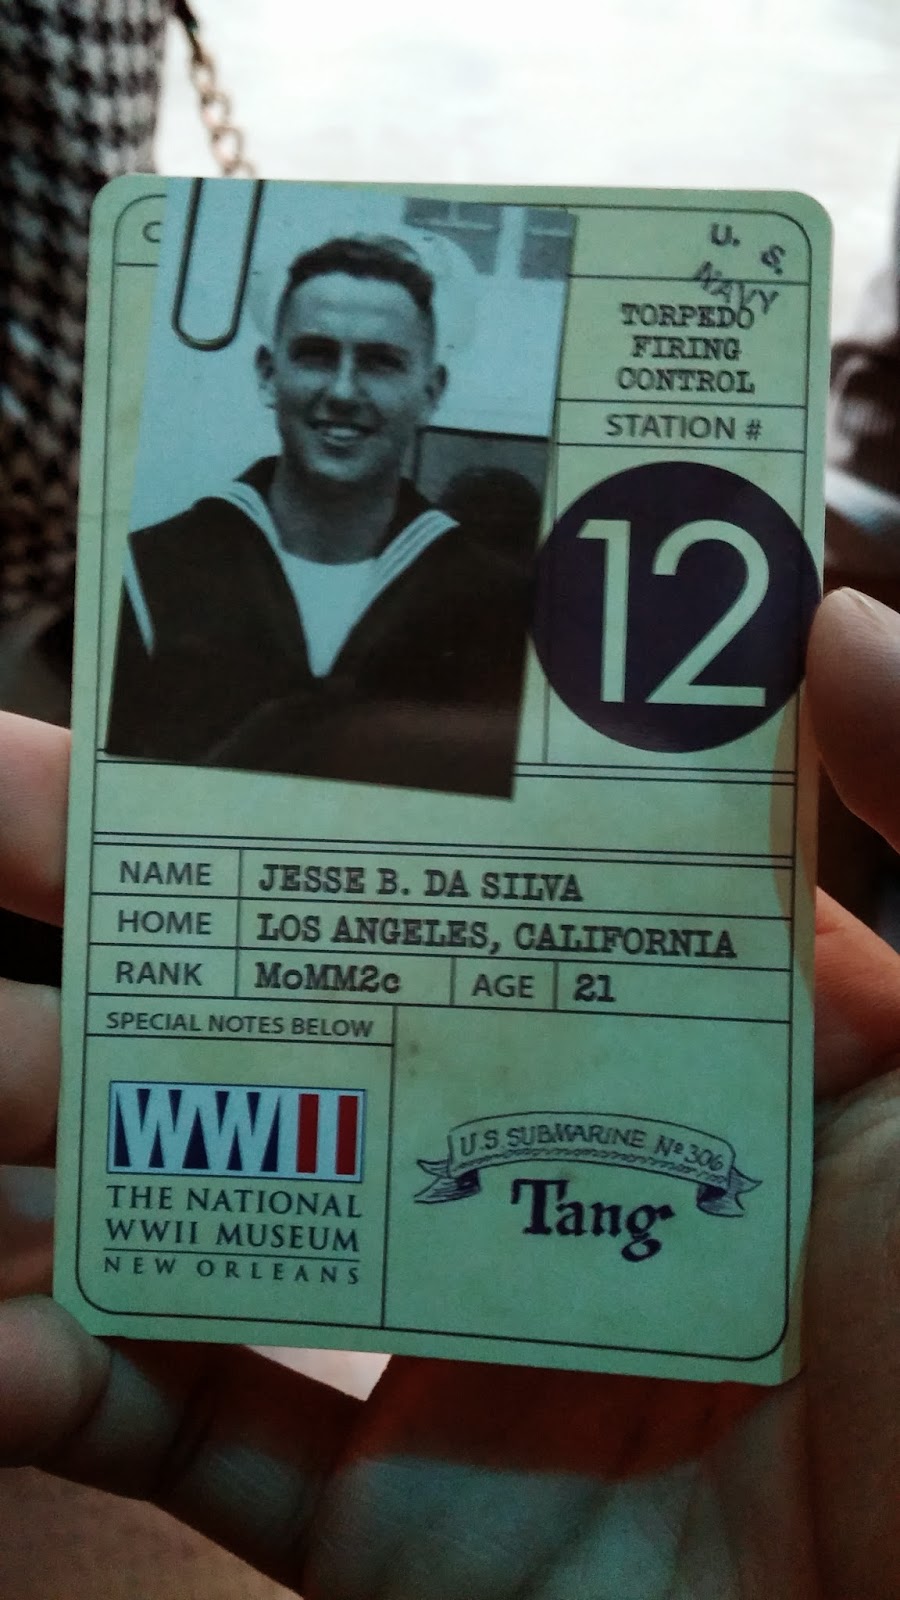 C
U. S.
NAVY
TORPEDO
FIRING
CONTROL
STATION #
12
NAME JESSE B. DA SILVA
HOME LOS ANGELES, CALIFORNIA
RANK MoMM2c AGE 21
SPECIAL NOTES BELOW
WWII
THE NATIONAL
WWII MUSEUM
NEW ORLEANS
U.S. SUBMARINE No 306
Tang